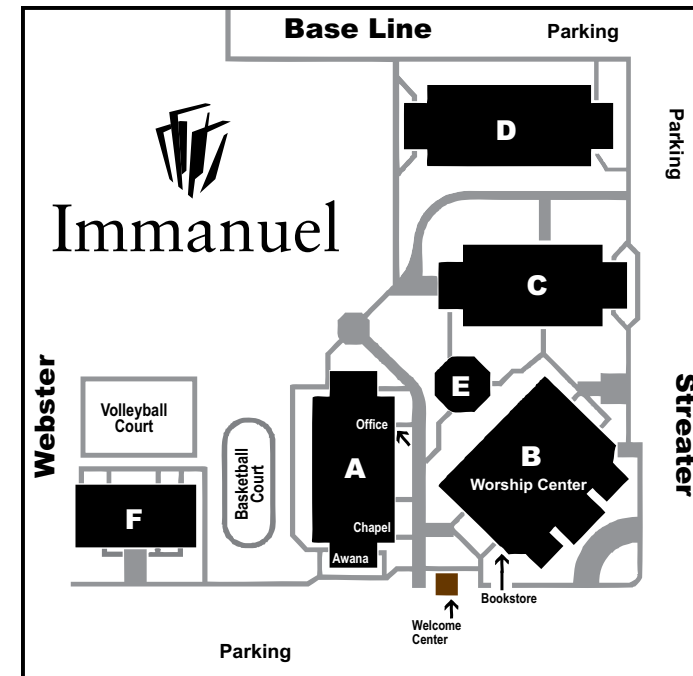 Base Line
Parking
D
Parking
Immanuel
C
Webster
Streater
E
Volleyball
Court
Office
Basketball
Court
A
B
Worship Center
F
Chapel
Awana
Bookstore
Welcome
Center
Parking